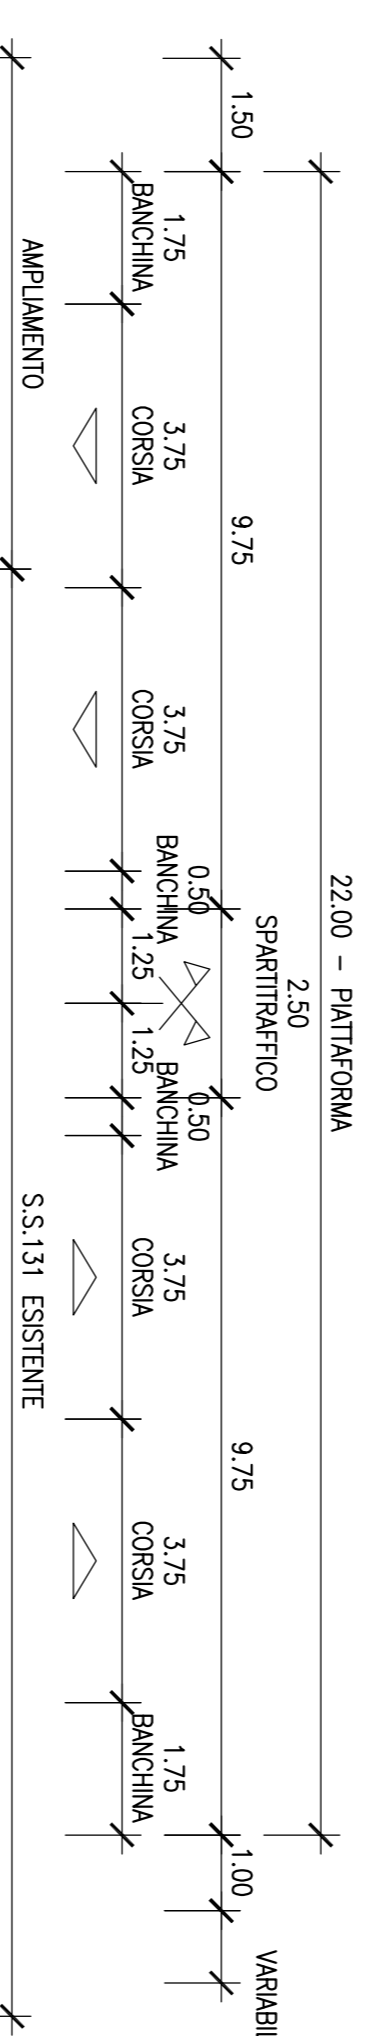 22.00 – PIATTAFORMA
2.50
SPARTITRAFFICO
1.50
9.75
9.75
1.00
1.75
BANCHINA
3.75
CORSIA
3.75
CORSIA
0.50
BANCHINA
1.25
1.25
0.50
BANCHINA
3.75
CORSIA
3.75
CORSIA
1.75
BANCHINA
AMPLIAMENTO
S.S.131 ESISTENTE